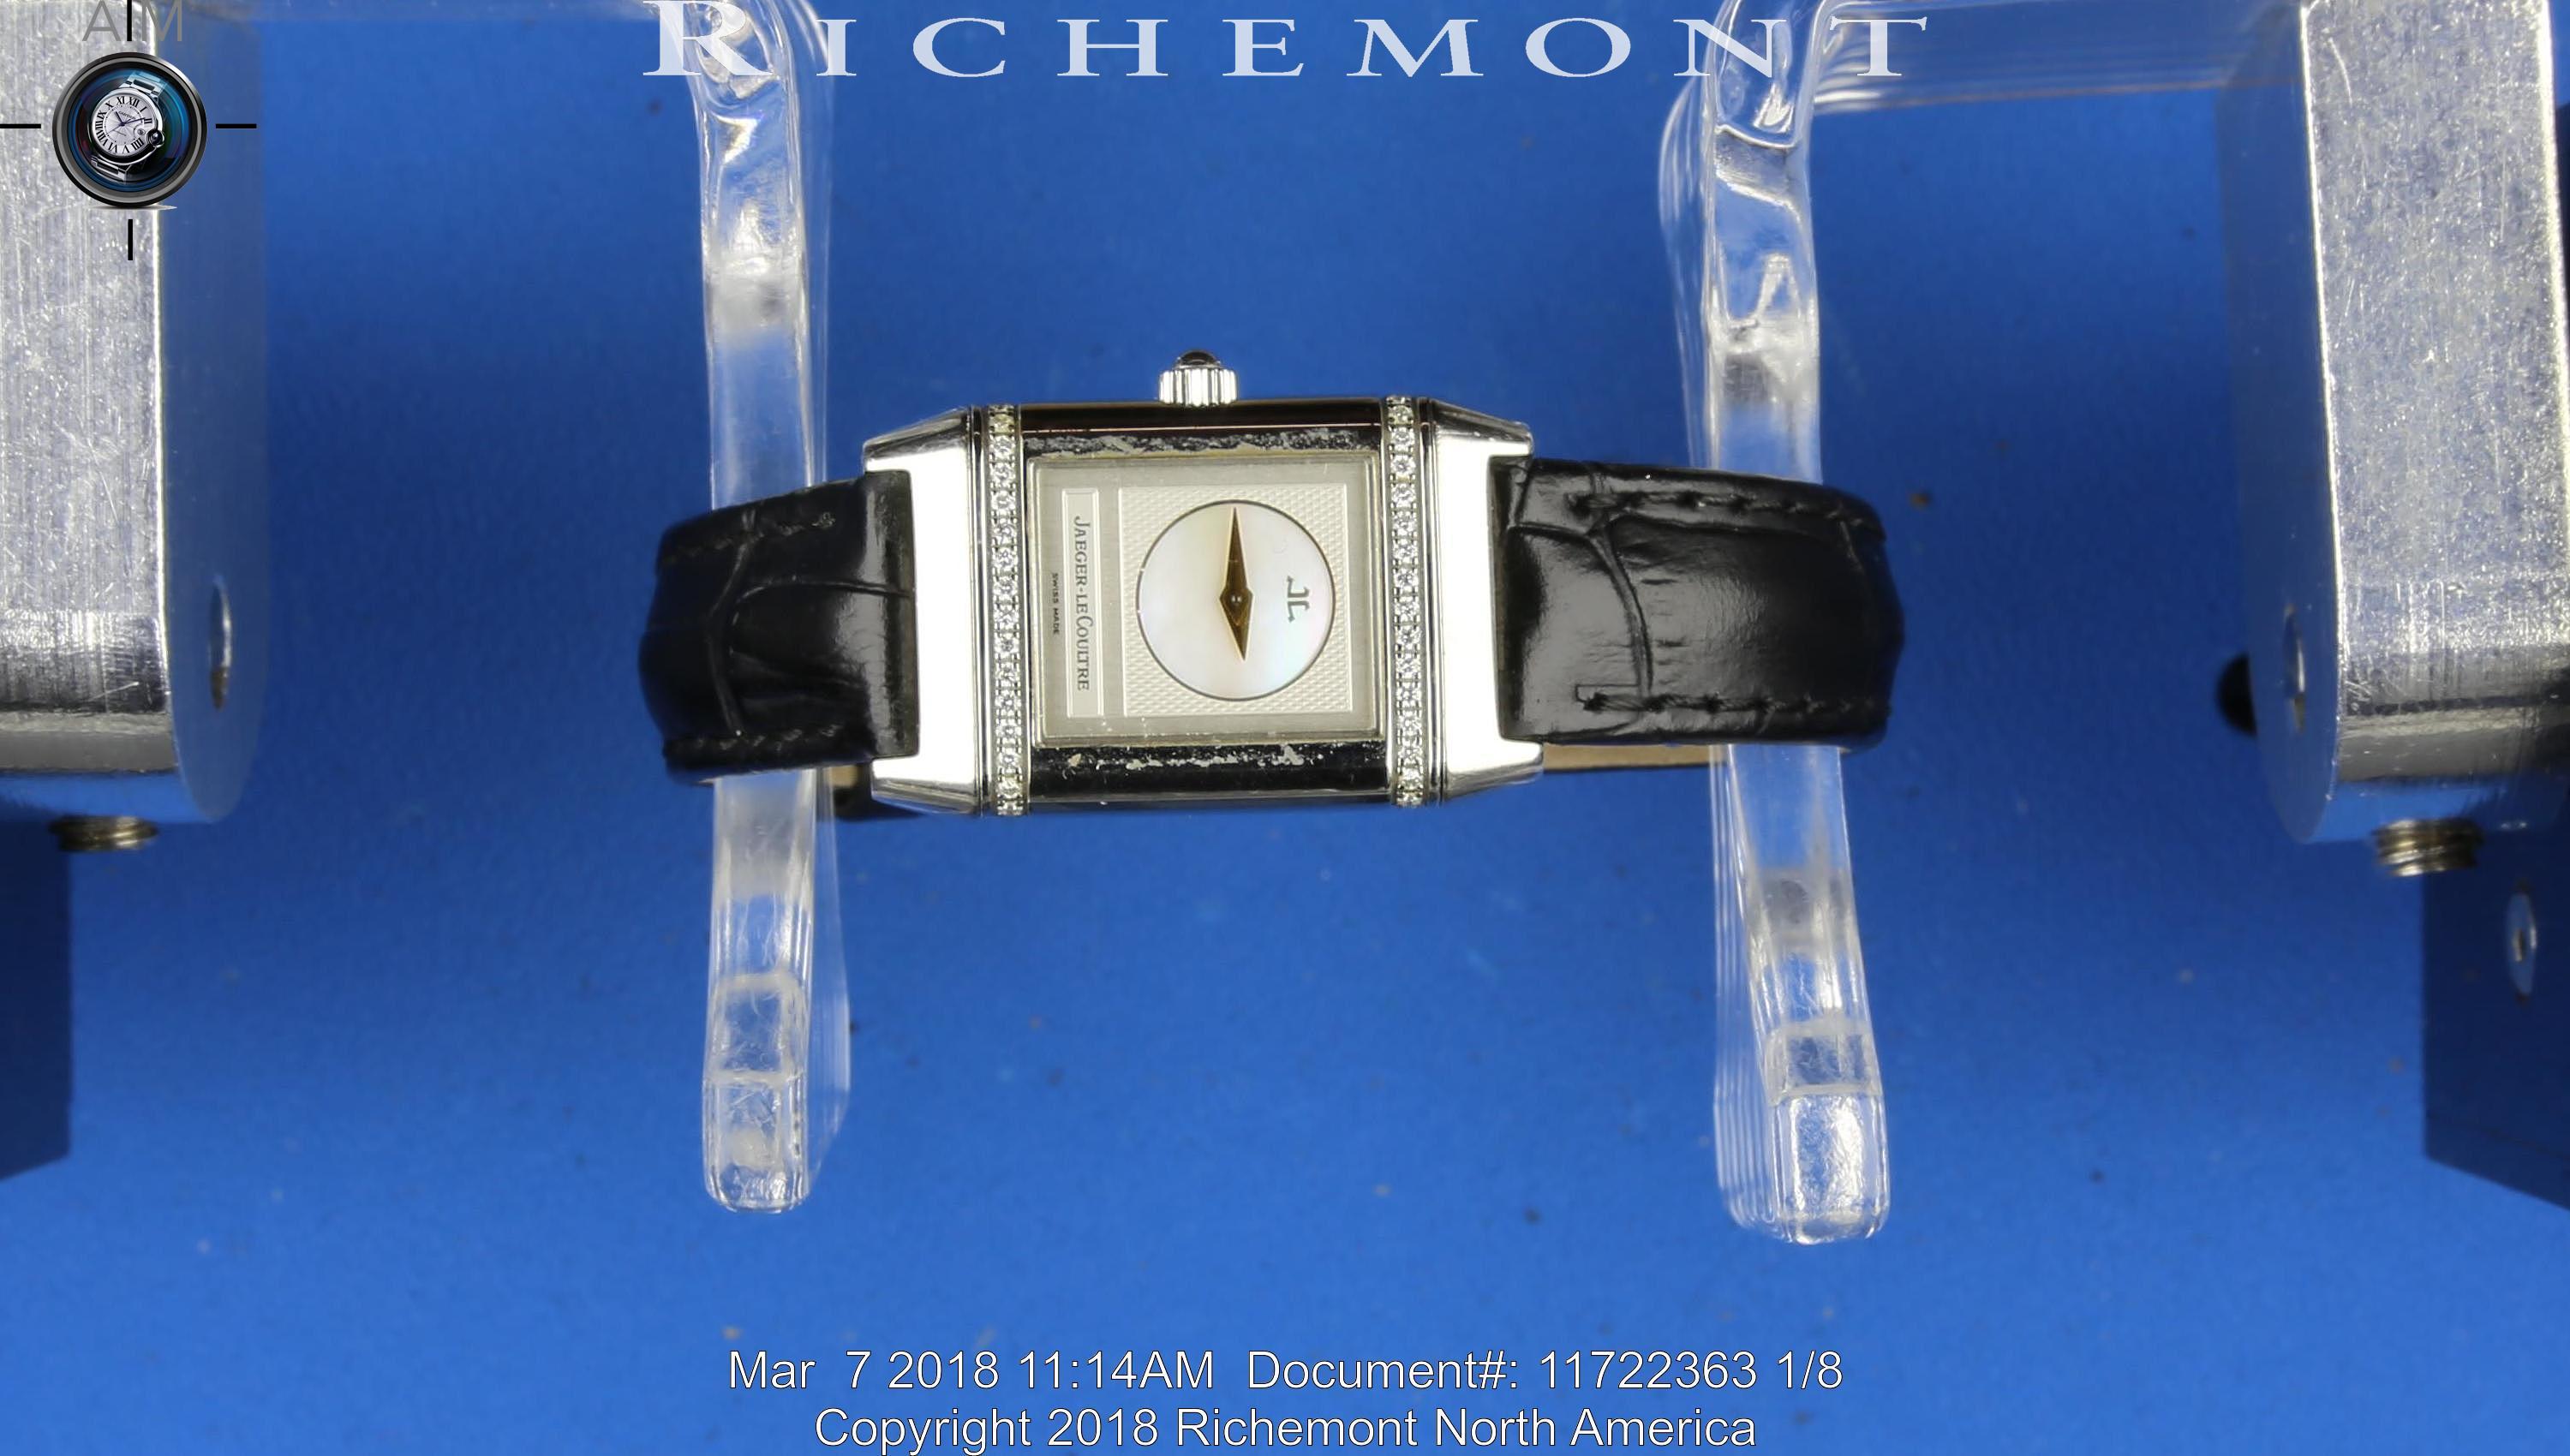 AIM
RICHEMONT
JL
JAEGER-LECOULTRE
SWISS MADE
Mar 7 2018 11:14AM Document#: 11722363 1/8
Copyright 2018 Richemont North America